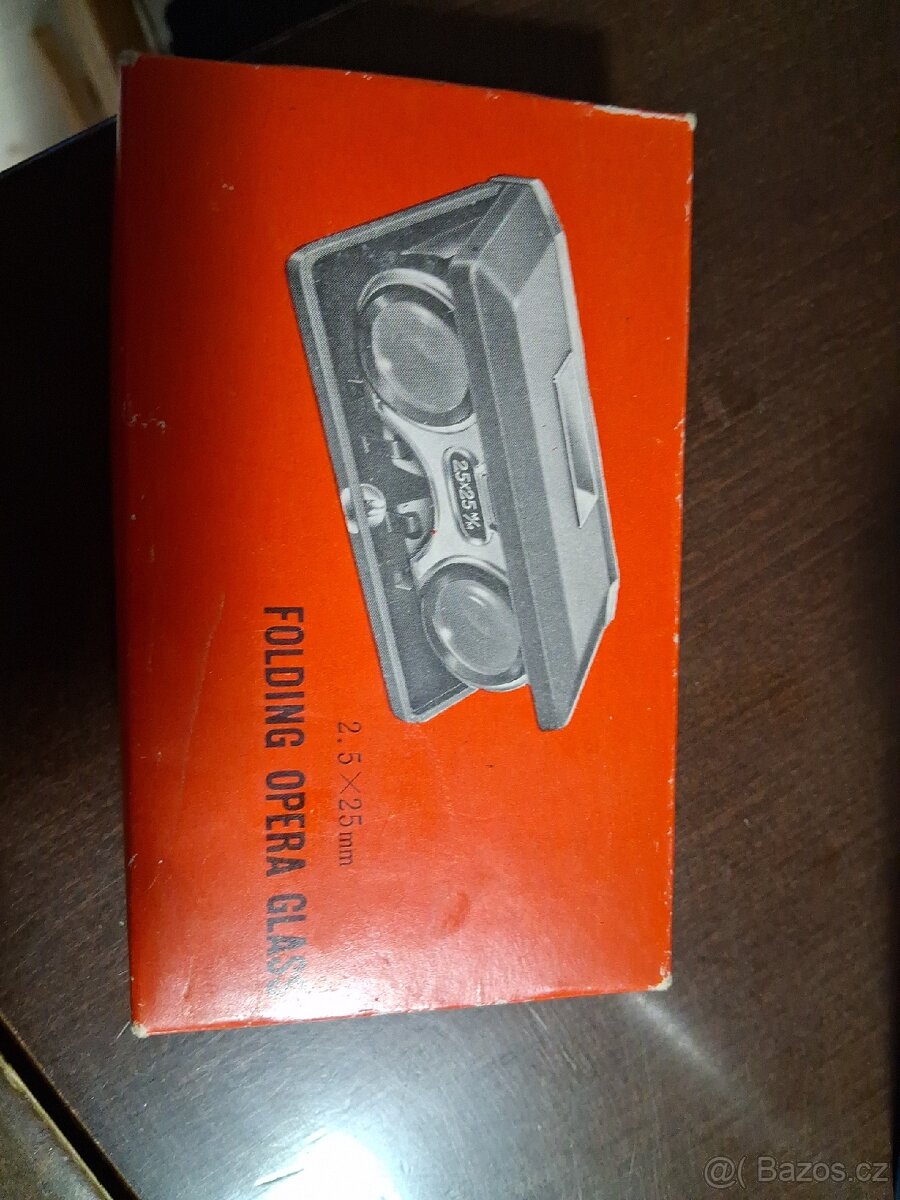 2.5×25 M/M
2.5×25mm
FOLDING OPERA GLASS
@( Bazos.cz